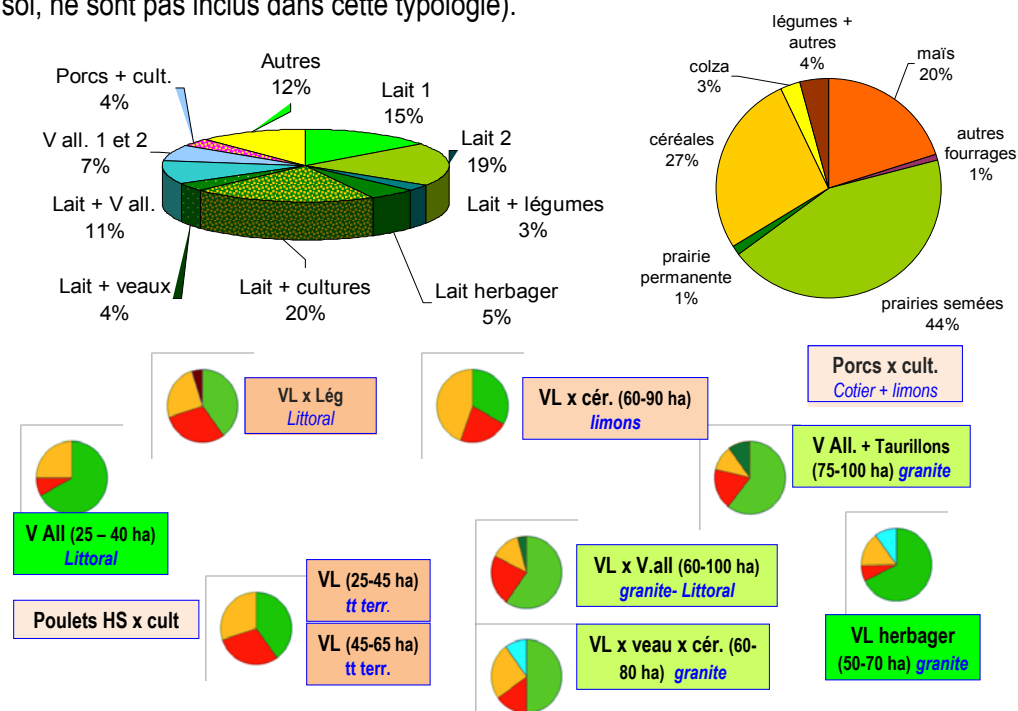 sol, ne sont pas inclus dans cette typologie).
Porcs + cult.
4%
Autres
12%
Lait 1
15%
V all. 1 et 2
7%
Lait 2
19%
Lait + V all.
11%
Lait + légumes
3%
Lait + veaux
4%
Lait + cultures
20%
Lait herbager
5%
légumes +
autres
4%
colza
3%
maïs
20%
céréales
27%
autres
fourrages
1%
prairie
permanente
1%
prairies semées
44%
Porcs x cult.
Cotier + limons
VL x Lég
Littoral
VL x cér. (60-90 ha)
limons
V All. + Taurillons
(75-100 ha) granite
V All (25 – 40 ha)
Littoral
VL (25-45 ha)
tt terr.
VL (45-65 ha)
tt terr.
VL x V.all (60-100 ha)
granite- Littoral
Poulets HS x cult
VL x veau x cér. (60-
80 ha) granite
VL herbager
(50-70 ha) granite